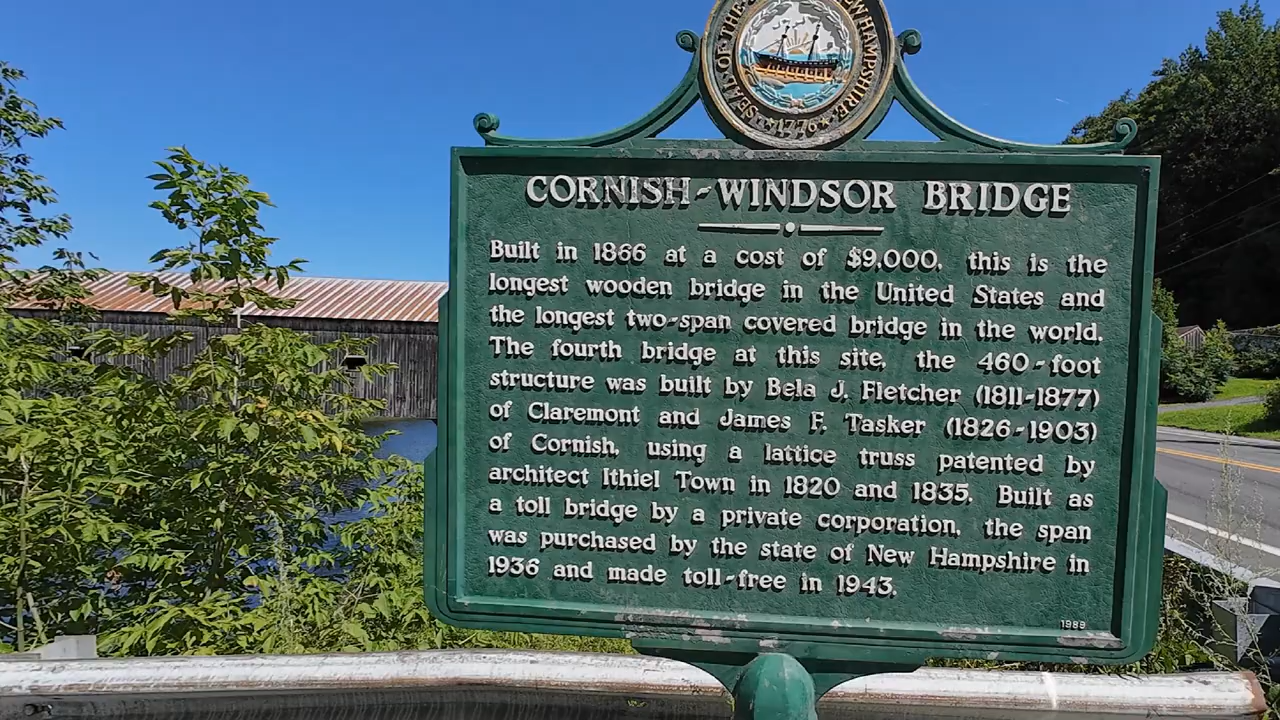 SEAL · OF · THE · NEW HAMPSHIRE · 1776
CORNISH-WINDSOR BRIDGE
Built in 1866 at a cost of $9,000, this is the
longest wooden bridge in the United States and
the longest two-span covered bridge in the world.
The fourth bridge at this site, the 460-foot
structure was built by Bela J. Fletcher (1811-1877)
of Claremont and James F. Tasker (1826-1903)
of Cornish, using a lattice truss patented by
architect Ithiel Town in 1820 and 1835. Built as
a toll bridge by a private corporation, the span
was purchased by the state of New Hampshire in
1936 and made toll-free in 1943.
1989